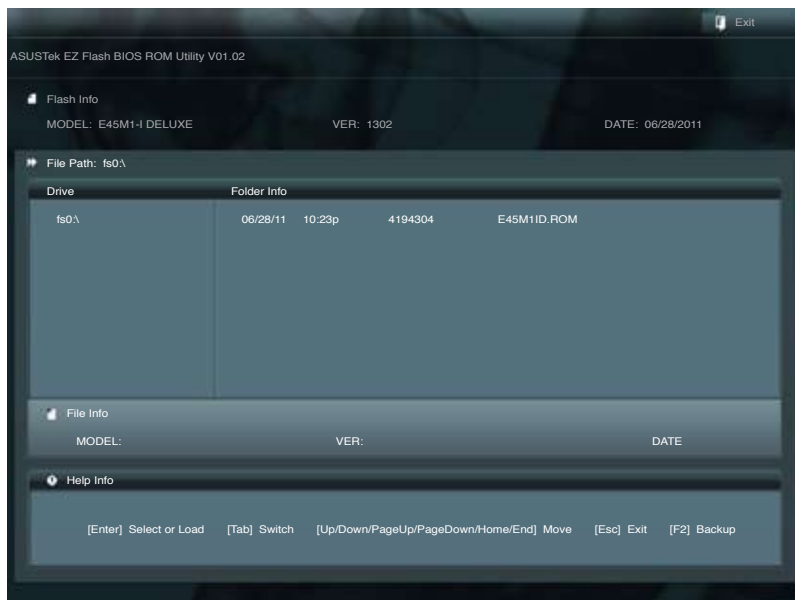 Exit
ASUSTek EZ Flash BIOS ROM Utility V01.02
Flash Info
MODEL: E45M1-I DELUXE VER: 1302 DATE: 06/28/2011
File Path: fs0:\
Drive Folder Info
fs0:\ 06/28/11 10:23p 4194304 E45M1ID.ROM
File Info
MODEL: VER: DATE
Help Info
[Enter] Select or Load [Tab] Switch [Up/Down/PageUp/PageDown/Home/End] Move [Esc] Exit [F2] Backup